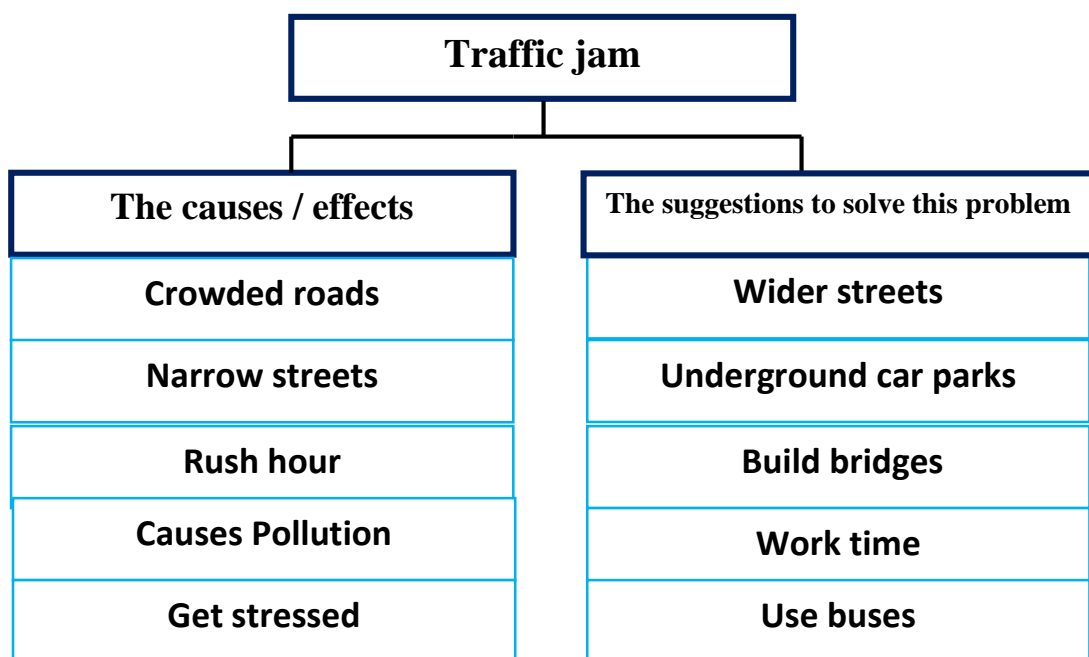 Traffic jam
The causes / effects
Crowded roads
Narrow streets
Rush hour
Causes Pollution
Get stressed
The suggestions to solve this problem
Wider streets
Underground car parks
Build bridges
Work time
Use buses